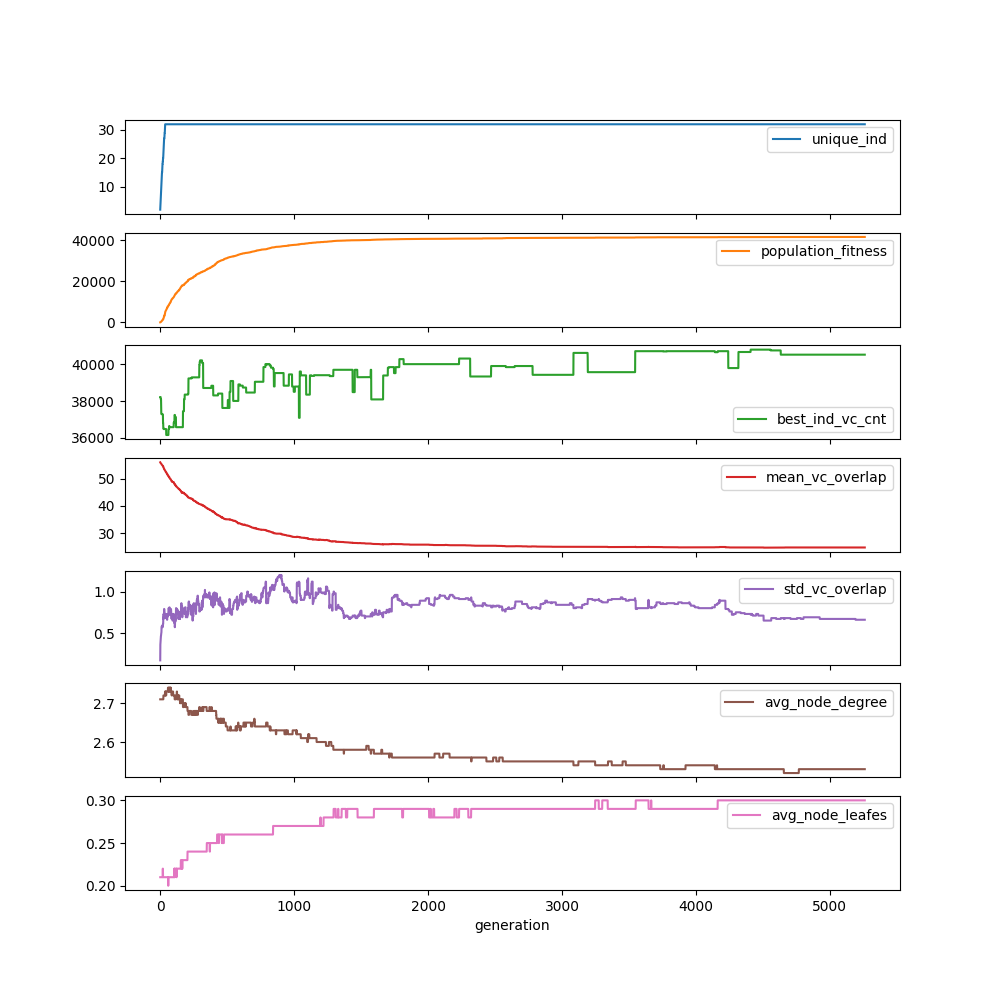 30
20
10
unique_ind
40000
20000
0
population_fitness
40000
38000
36000
best_ind_vc_cnt
50
40
30
mean_vc_overlap
1.0
0.5
std_vc_overlap
2.7
2.6
avg_node_degree
0.30
0.25
0.20
avg_node_leafes
0 1000 2000 3000 4000 5000
generation